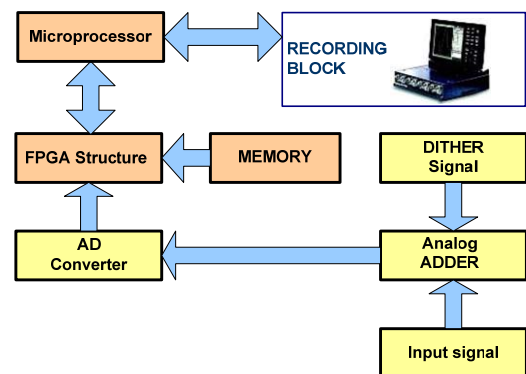 Microprocessor
RECORDING
BLOCK
FPGA Structure
MEMORY
DITHER
Signal
AD
Converter
Analog
ADDER
Input signal